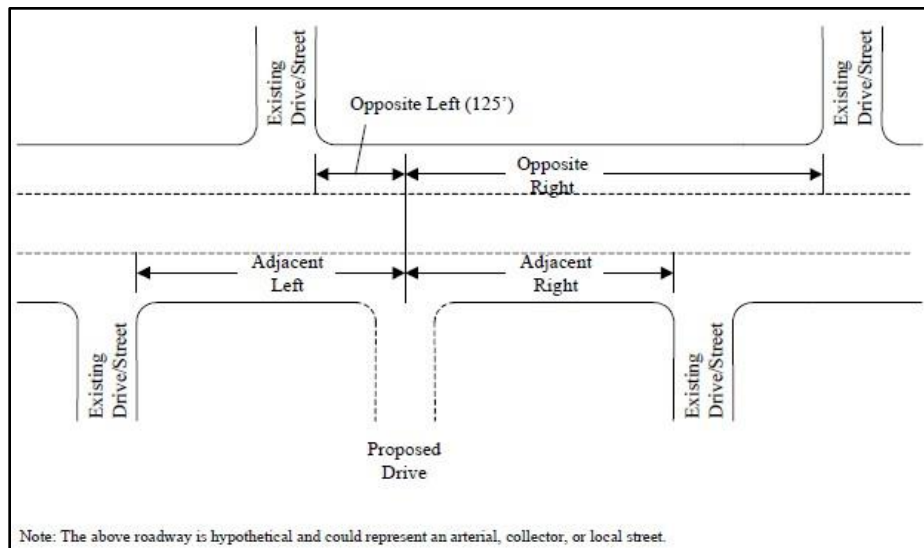 Existing
Drive/Street
Existing
Drive/Street
Opposite Left (125’)
Opposite
Right
Adjacent
Left
Adjacent
Right
Existing
Drive/Street
Existing
Drive/Street
Proposed
Drive
Note: The above roadway is hypothetical and could represent an arterial, collector, or local street.